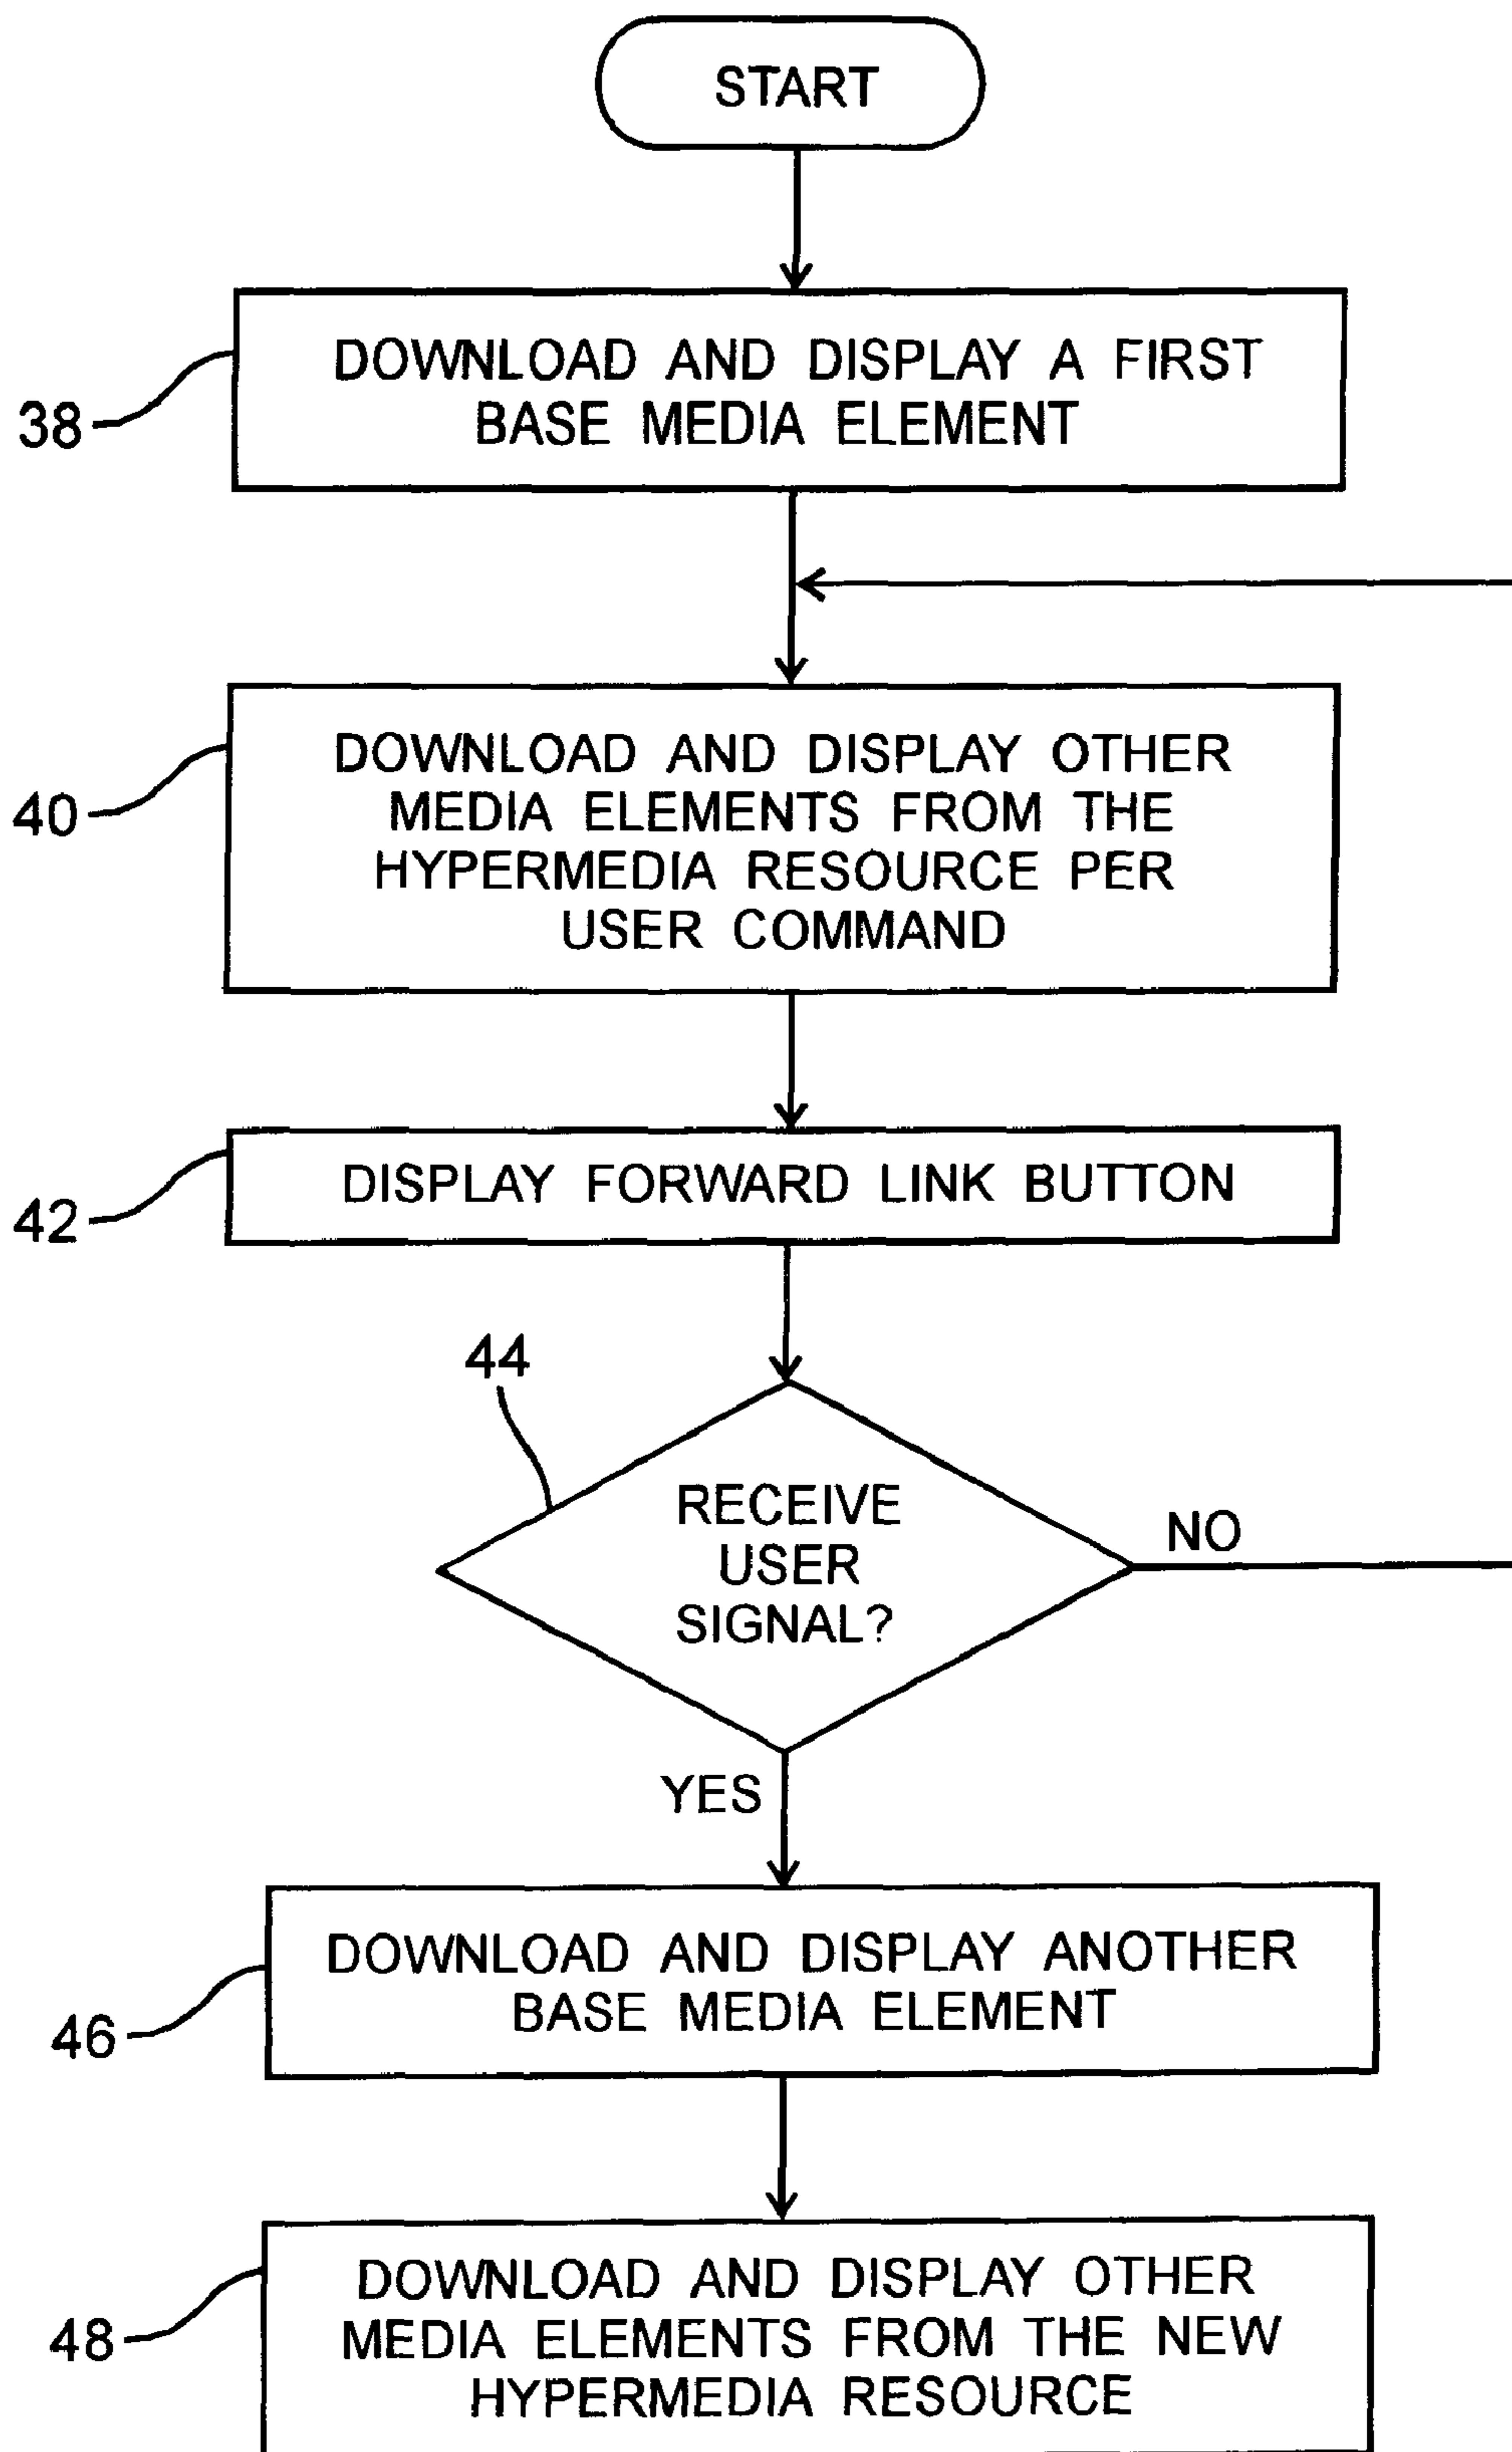 START
38
DOWNLOAD AND DISPLAY A FIRST
BASE MEDIA ELEMENT
40
DOWNLOAD AND DISPLAY OTHER
MEDIA ELEMENTS FROM THE
HYPERMEDIA RESOURCE PER
USER COMMAND
42
DISPLAY FORWARD LINK BUTTON
44
RECEIVE
USER
SIGNAL?
NO
YES
46
DOWNLOAD AND DISPLAY ANOTHER
BASE MEDIA ELEMENT
48
DOWNLOAD AND DISPLAY OTHER
MEDIA ELEMENTS FROM THE NEW
HYPERMEDIA RESOURCE